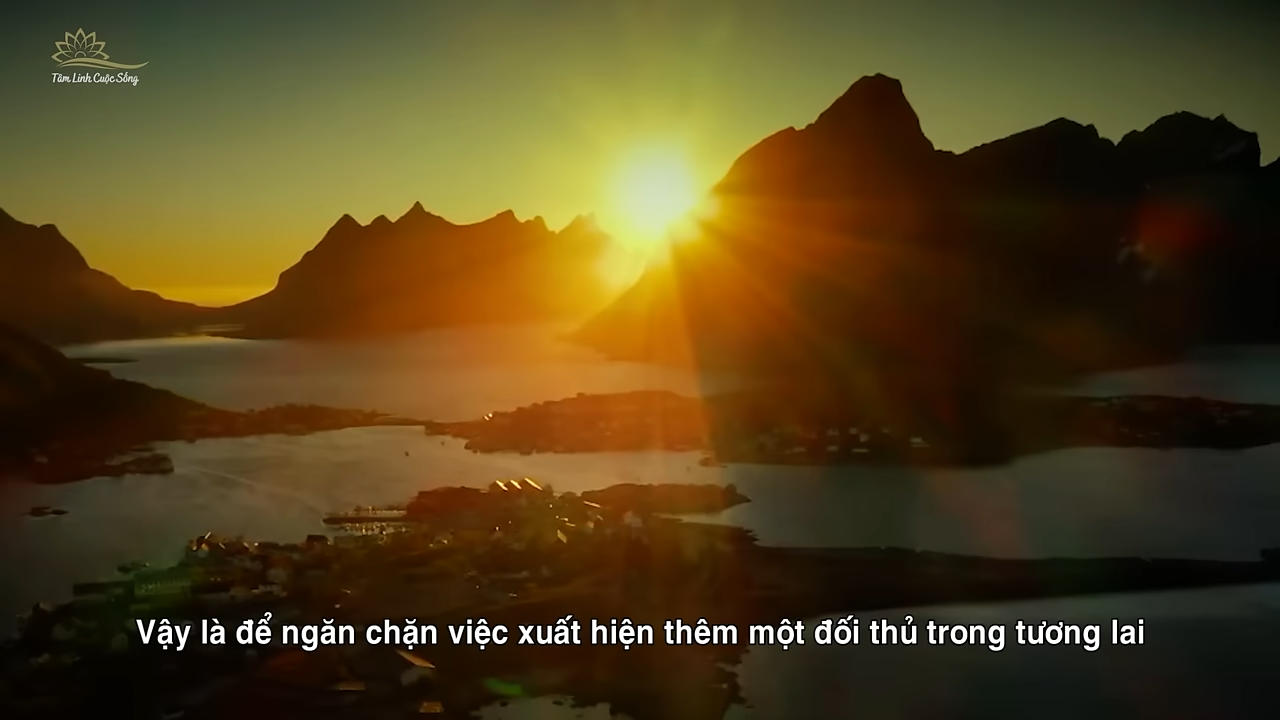 Tâm Linh Cuộc Sống
Vậy là để ngăn chặn việc xuất hiện thêm một đối thủ trong tương lai